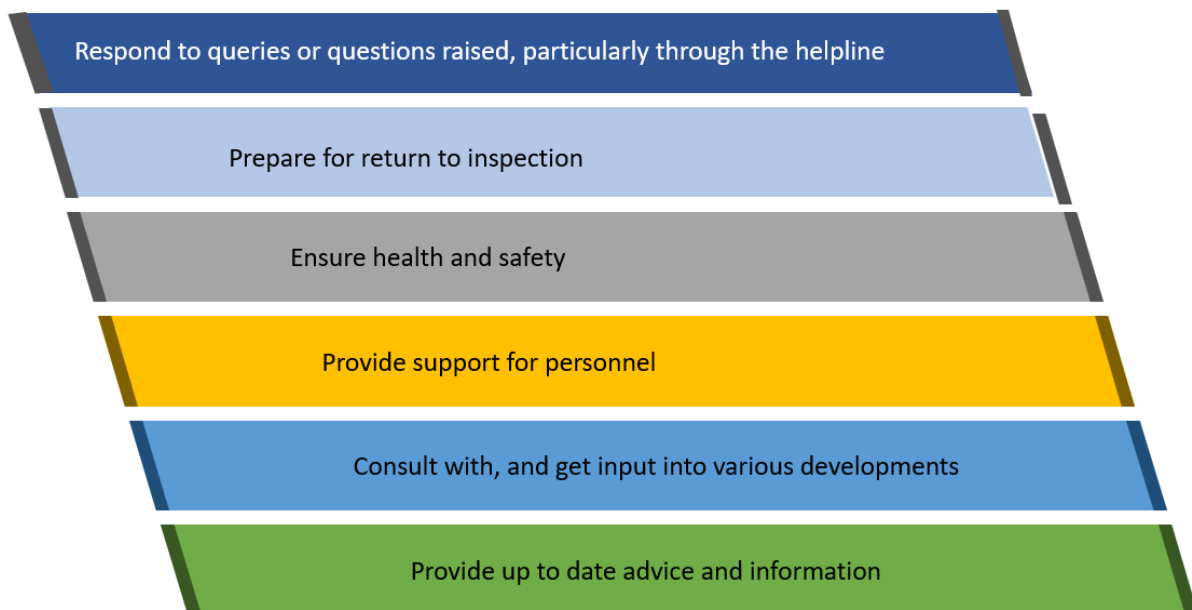 Respond to queries or questions raised, particularly through the helpline
Prepare for return to inspection
Ensure health and safety
Provide support for personnel
Consult with, and get input into various developments
Provide up to date advice and information